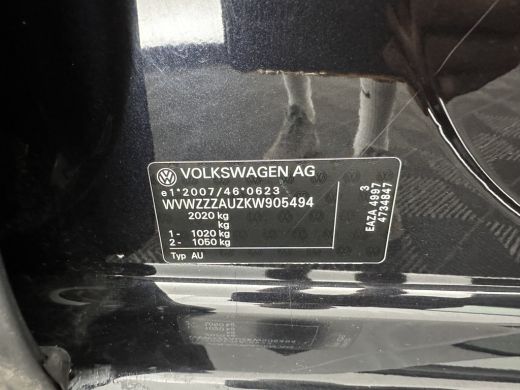 VOLKSWAGEN AG
e1*2007/46*0623
WVWZZZAUZKW905494
2020 kg
kg
1- 1020 kg
2- 1050 kg
Typ AU
3
EAZA 4997
4734847